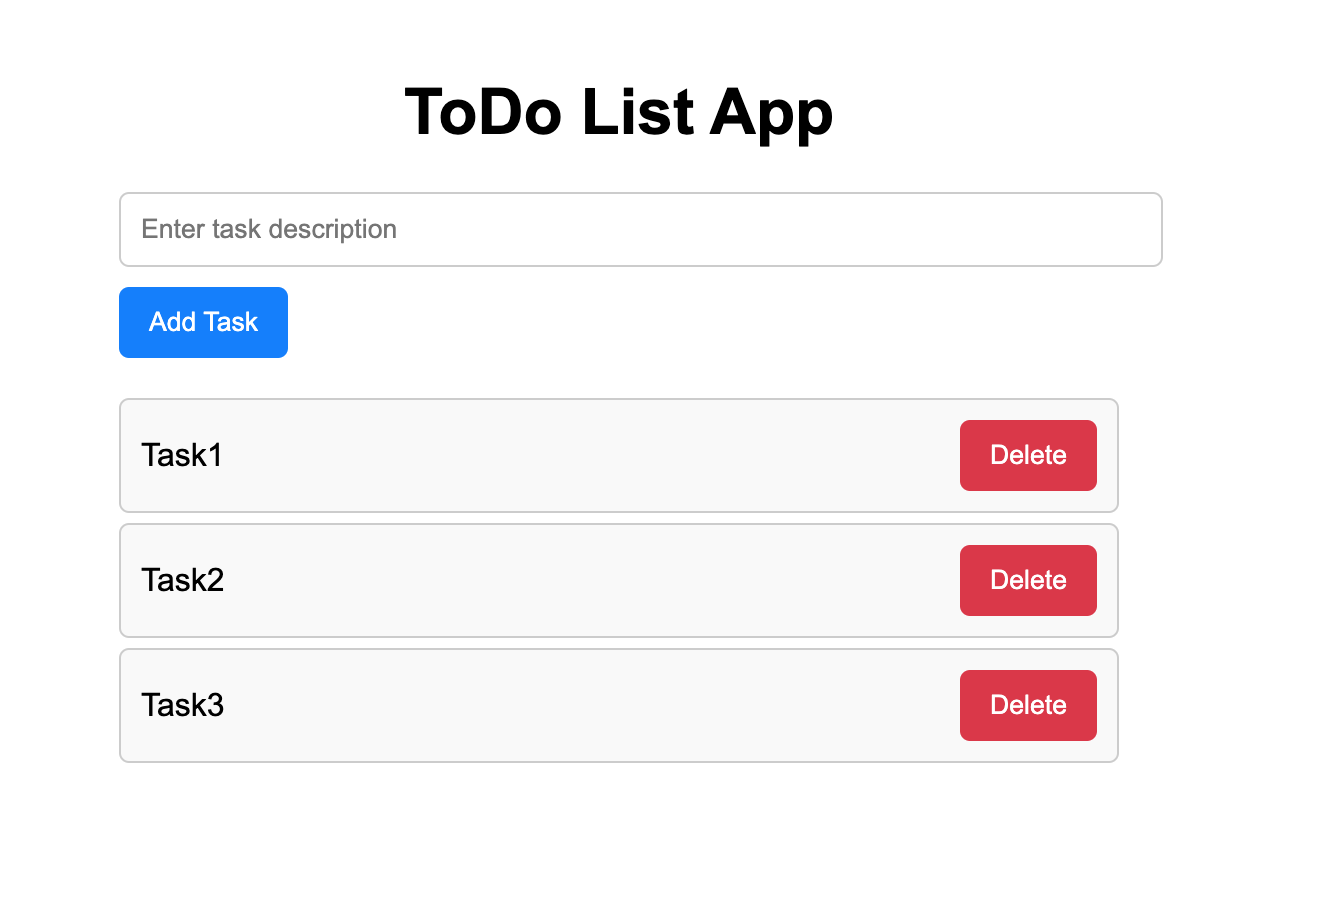 ToDo List App
Enter task description
Add Task
Task1 Delete
Task2 Delete
Task3 Delete